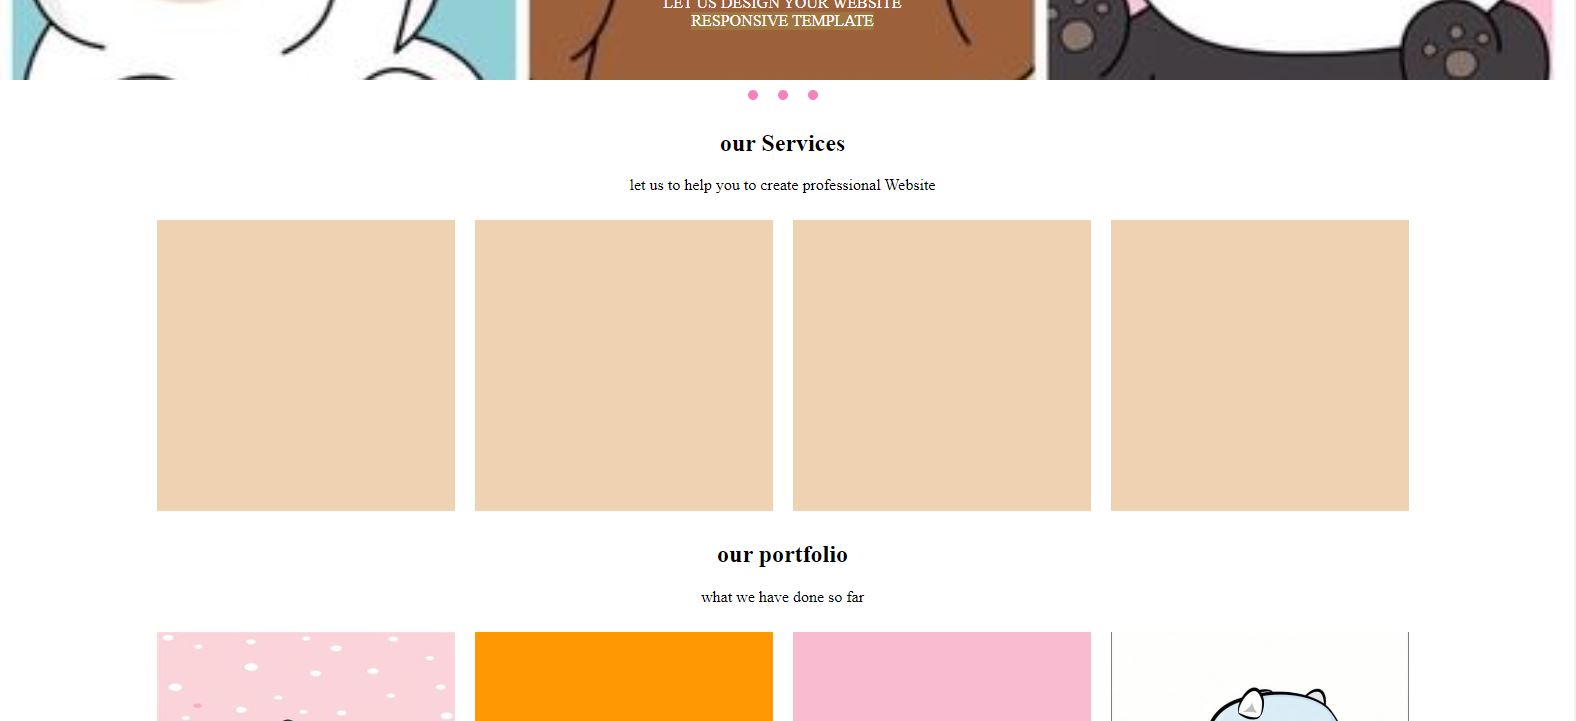 LET US DESIGN YOUR WEBSITE
RESPONSIVE TEMPLATE
our Services
let us to help you to create professional Website
our portfolio
what we have done so far